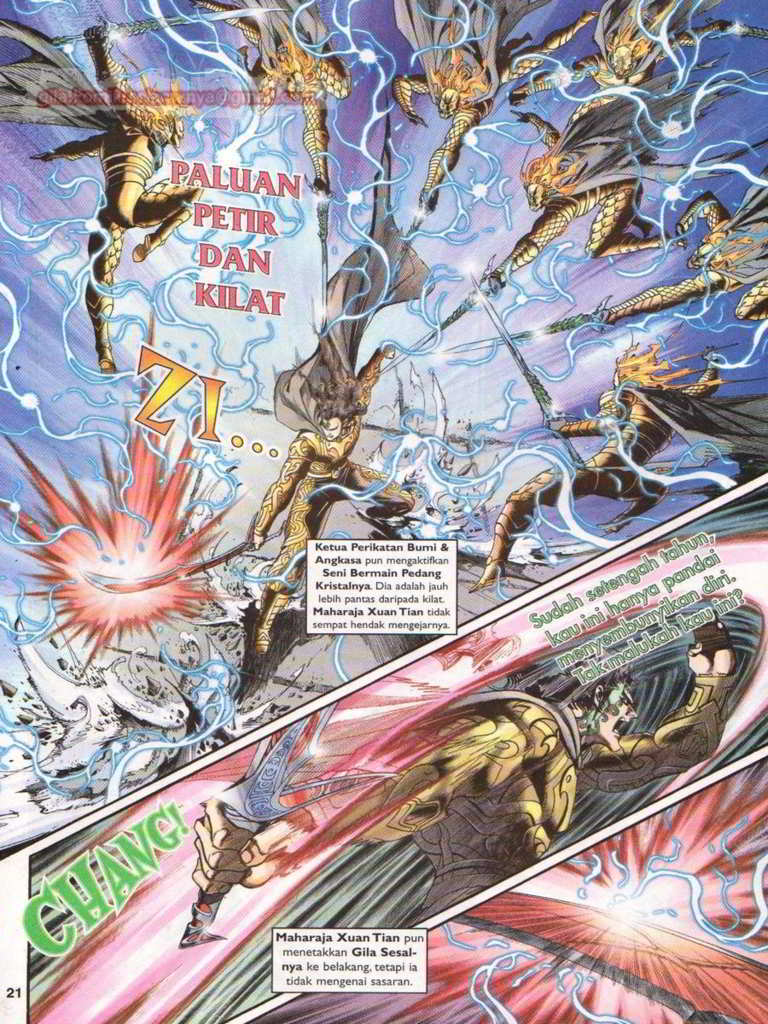 PALUAN
PETIR
DAN
KILAT
ZI...
Ketua Perikatan Bumi &
Angkasa pun mengaktifkan
Seni Bermain Pedang
Kristalnya. Dia adalah jauh
lebih pantas daripada kilat.
Maharaja Xuan Tian tidak
sempat hendak mengejarnya.
Sudah setengah tahun,
kau ini hanya pandai
menyembunyikan diri.
Tak malukah kau ini?
CHANG!
Maharaja Xuan Tian pun
menetakkan Gila Sesal-
nya ke belakang, tetapi ia
tidak mengenai sasaran.
21